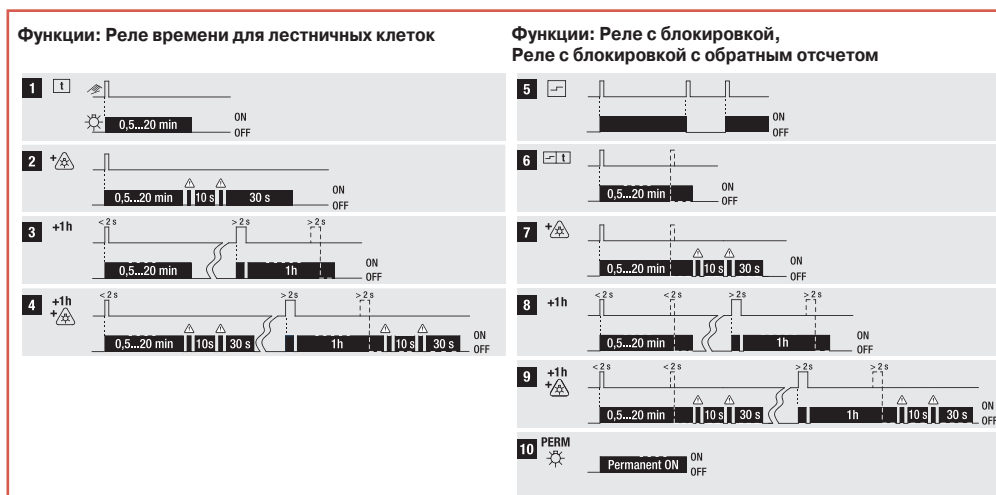 Функции: Реле времени для лестничных клеток
1 t
0,5...20 min ON
OFF
2 +
0,5...20 min 10 s 30 s ON
OFF
3 +1h
< 2 s > 2 s > 2 s
0,5...20 min 1h ON
OFF
4 +1h
+
< 2 s > 2 s > 2 s
0,5...20 min 10s 30 s 1h 10s 30 s ON
OFF
Функции: Реле с блокировкой,
Реле с блокировкой с обратным отсчетом
5
ON
OFF
6 t
0,5...20 min ON
OFF
7 +
0,5...20 min 10 s 30 s ON
OFF
8 +1h
< 2 s < 2 s > 2 s > 2 s
0,5...20 min 1h ON
OFF
9 +1h
+
< 2 s < 2 s > 2 s > 2 s
0,5...20 min 10 s 30 s 1h 10 s 30 s ON
OFF
10 PERM
Permanent ON ON
OFF